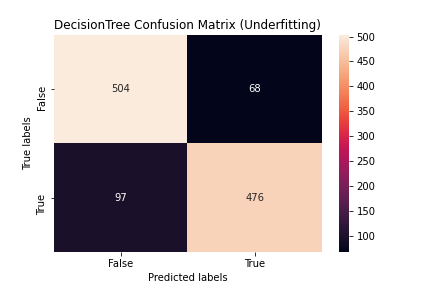 DecisionTree Confusion Matrix (Underfitting)
504 68
97 476
False
True
True labels
False True
Predicted labels
500
450
400
350
300
250
200
150
100